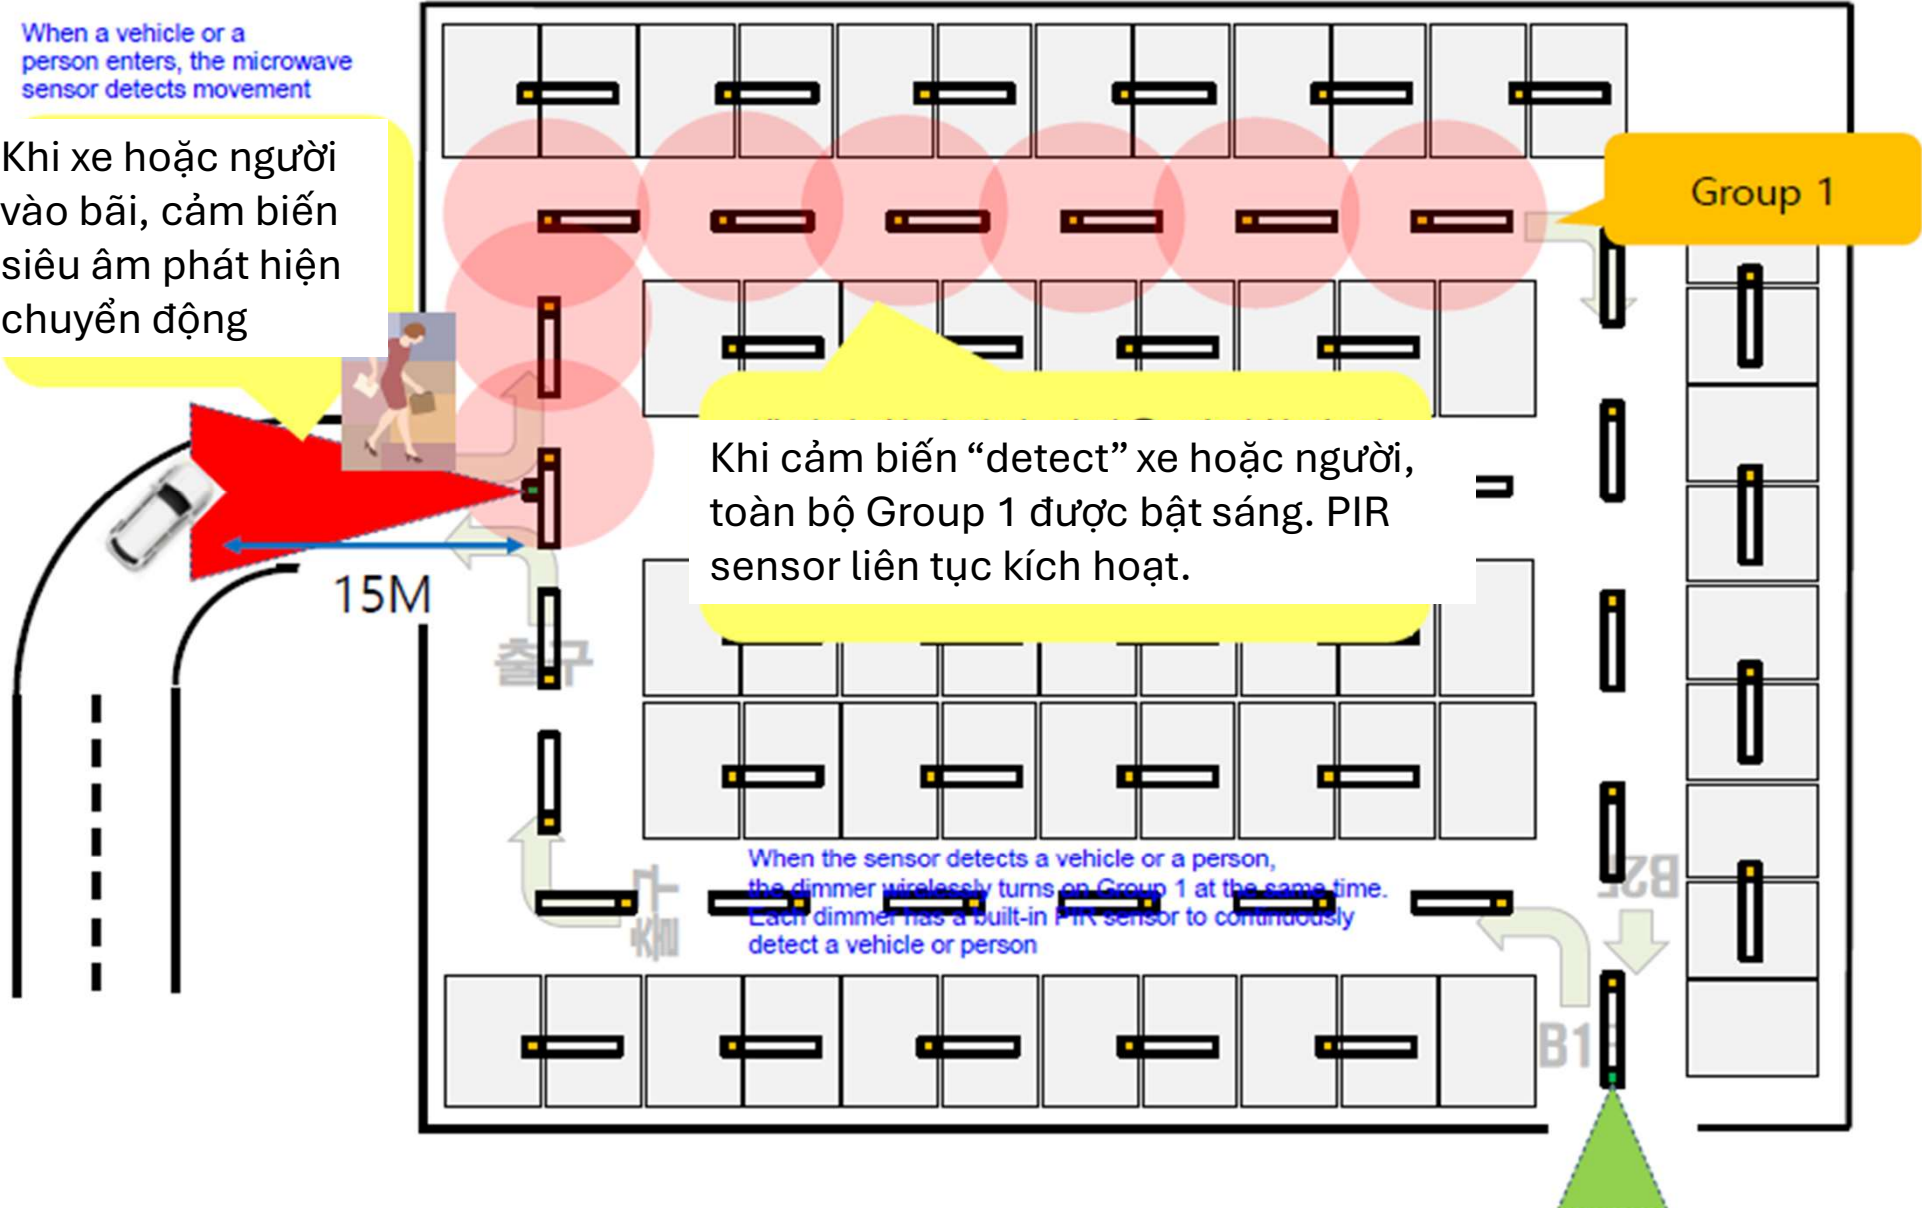 When a vehicle or a
person enters, the microwave
sensor detects movement
Khi xe hoặc người
vào bãi, cảm biến
siêu âm phát hiện
chuyển động
Group 1
Khi cảm biến “detect” xe hoặc người,
toàn bộ Group 1 được bật sáng. PIR
sensor liên tục kích hoạt.
15M
출구
When the sensor detects a vehicle or a person,
the dimmer wirelessly turns on Group 1 at the same time.
Each dimmer has a built-in PIR sensor to continuously
detect a vehicle or person
출구
B2F
B1